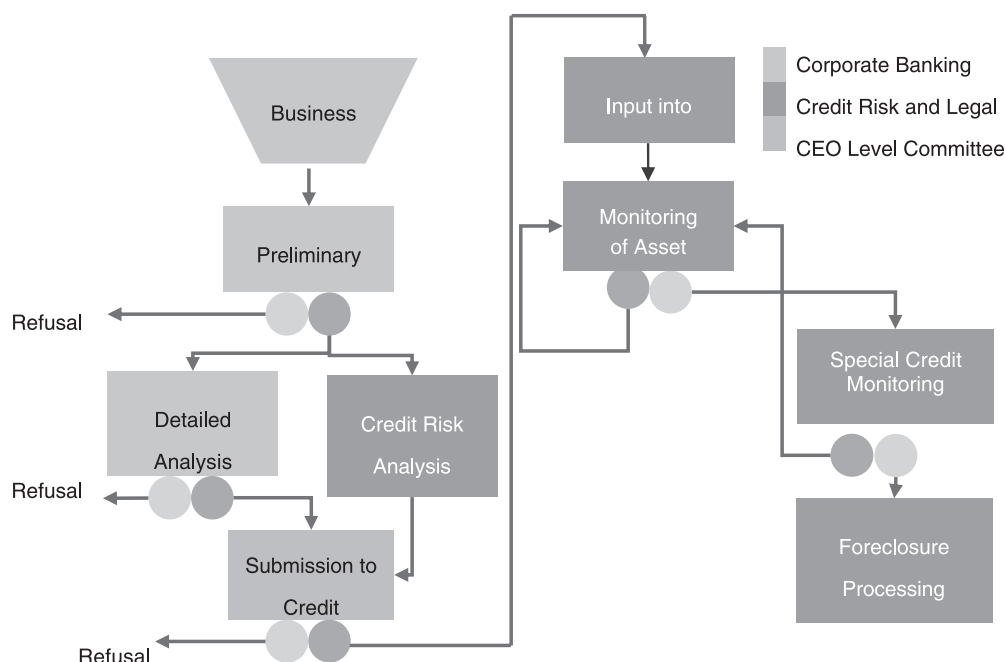 Business
Preliminary
Refusal
Detailed
Analysis
Credit Risk
Analysis
Refusal
Submission to
Credit
Refusal
Input into
Monitoring
of Asset
Special Credit
Monitoring
Foreclosure
Processing
Corporate Banking
Credit Risk and Legal
CEO Level Committee